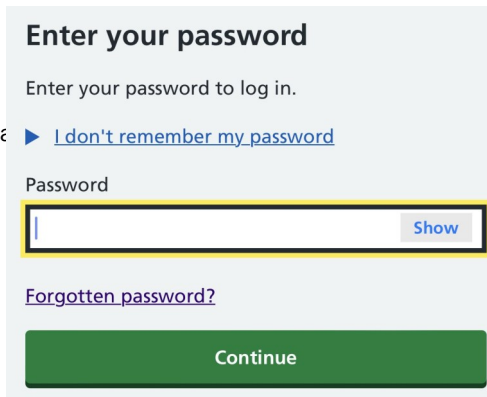 Enter your password
Enter your password to log in.
I don't remember my password
Password
Show
Forgotten password?
Continue